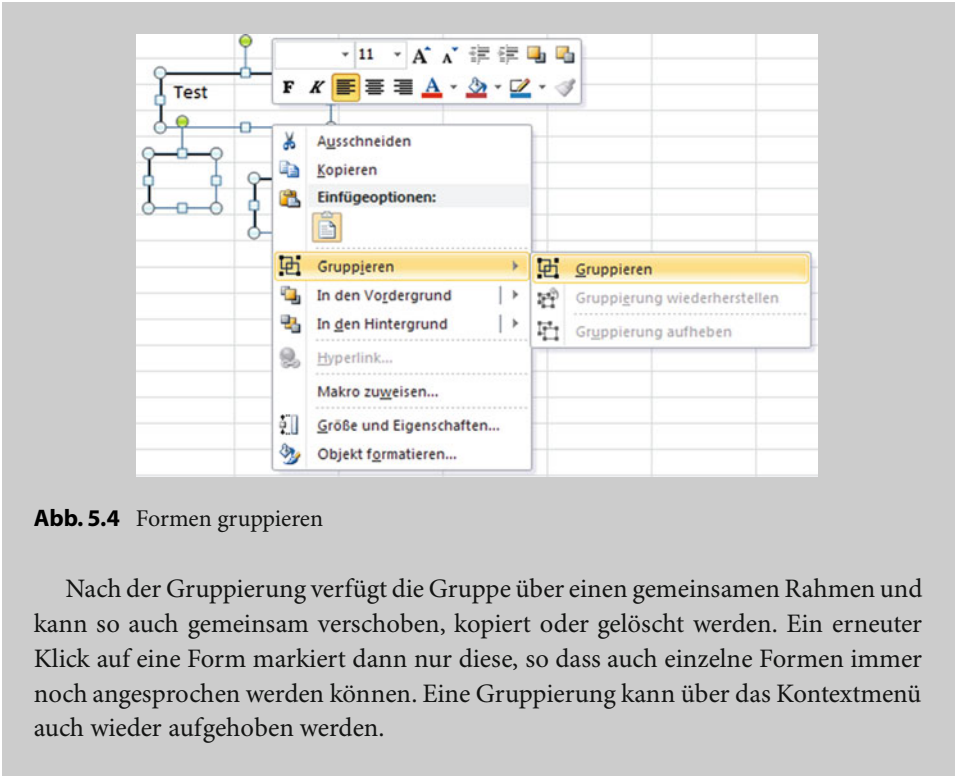 11
A A
F K A
Test
Ausschneiden
Kopieren
Einfügeoptionen:
Gruppieren
In den Vordergrund
In den Hintergrund
Hyperlink...
Makro zuweisen...
Größe und Eigenschaften...
Objekt formatieren...
Gruppieren
Gruppierung wiederherstellen
Gruppierung aufheben
Abb. 5.4 Formen gruppieren
Nach der Gruppierung verfügt die Gruppe über einen gemeinsamen Rahmen und
kann so auch gemeinsam verschoben, kopiert oder gelöscht werden. Ein erneuter
Klick auf eine Form markiert dann nur diese, so dass auch einzelne Formen immer
noch angesprochen werden können. Eine Gruppierung kann über das Kontextmenü
auch wieder aufgehoben werden.